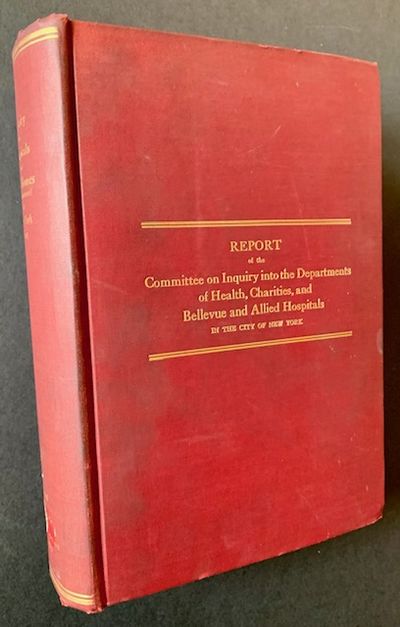 REPORT
of the
Committee on Inquiry into the Departments
of Health, Charities, and
Bellevue and Allied Hospitals
IN THE CITY OF NEW YORK